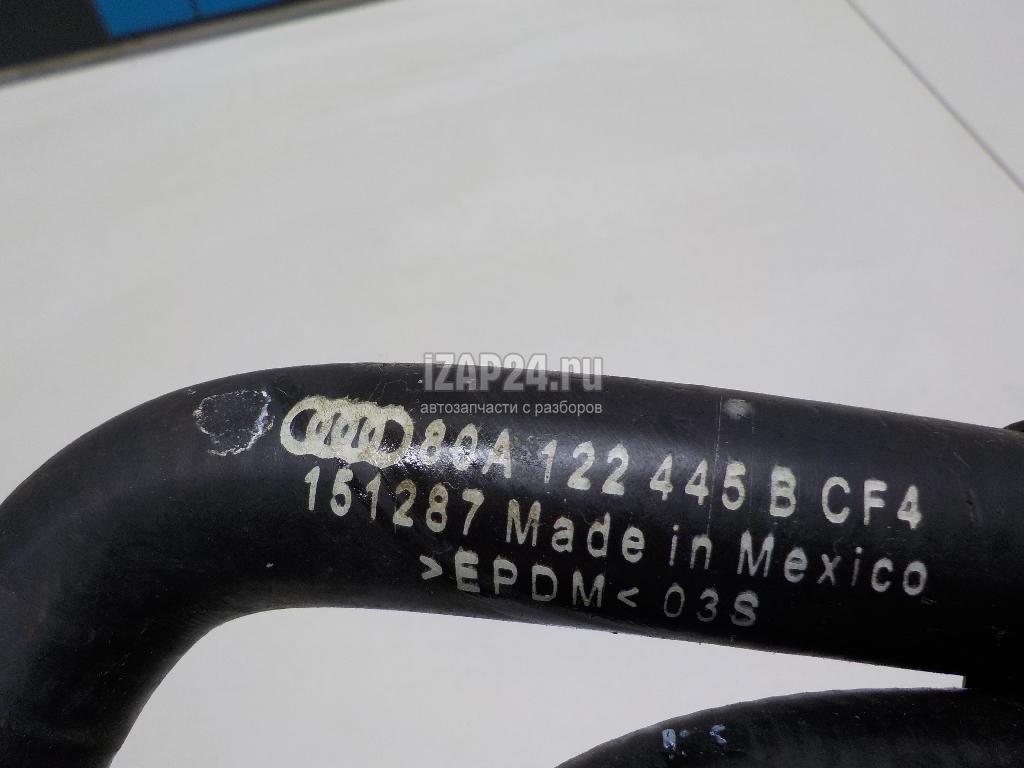 iZAP24.ru
автозапчасти с разборов
80A 122 445 B CF4
151287 Made in Mexico
>EPDM< 03S